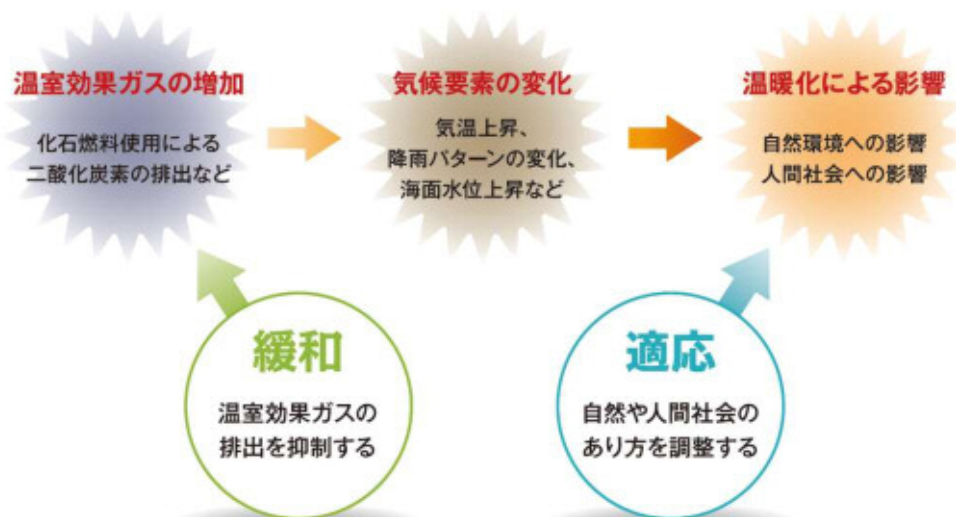 温室効果ガスの増加
化石燃料使用による
二酸化炭素の排出など
気候要素の変化
気温上昇、
降雨パターンの変化、
海面水位上昇など
温暖化による影響
自然環境への影響
人間社会への影響
緩和
温室効果ガスの
排出を抑制する
適応
自然や人間社会の
あり方を調整する